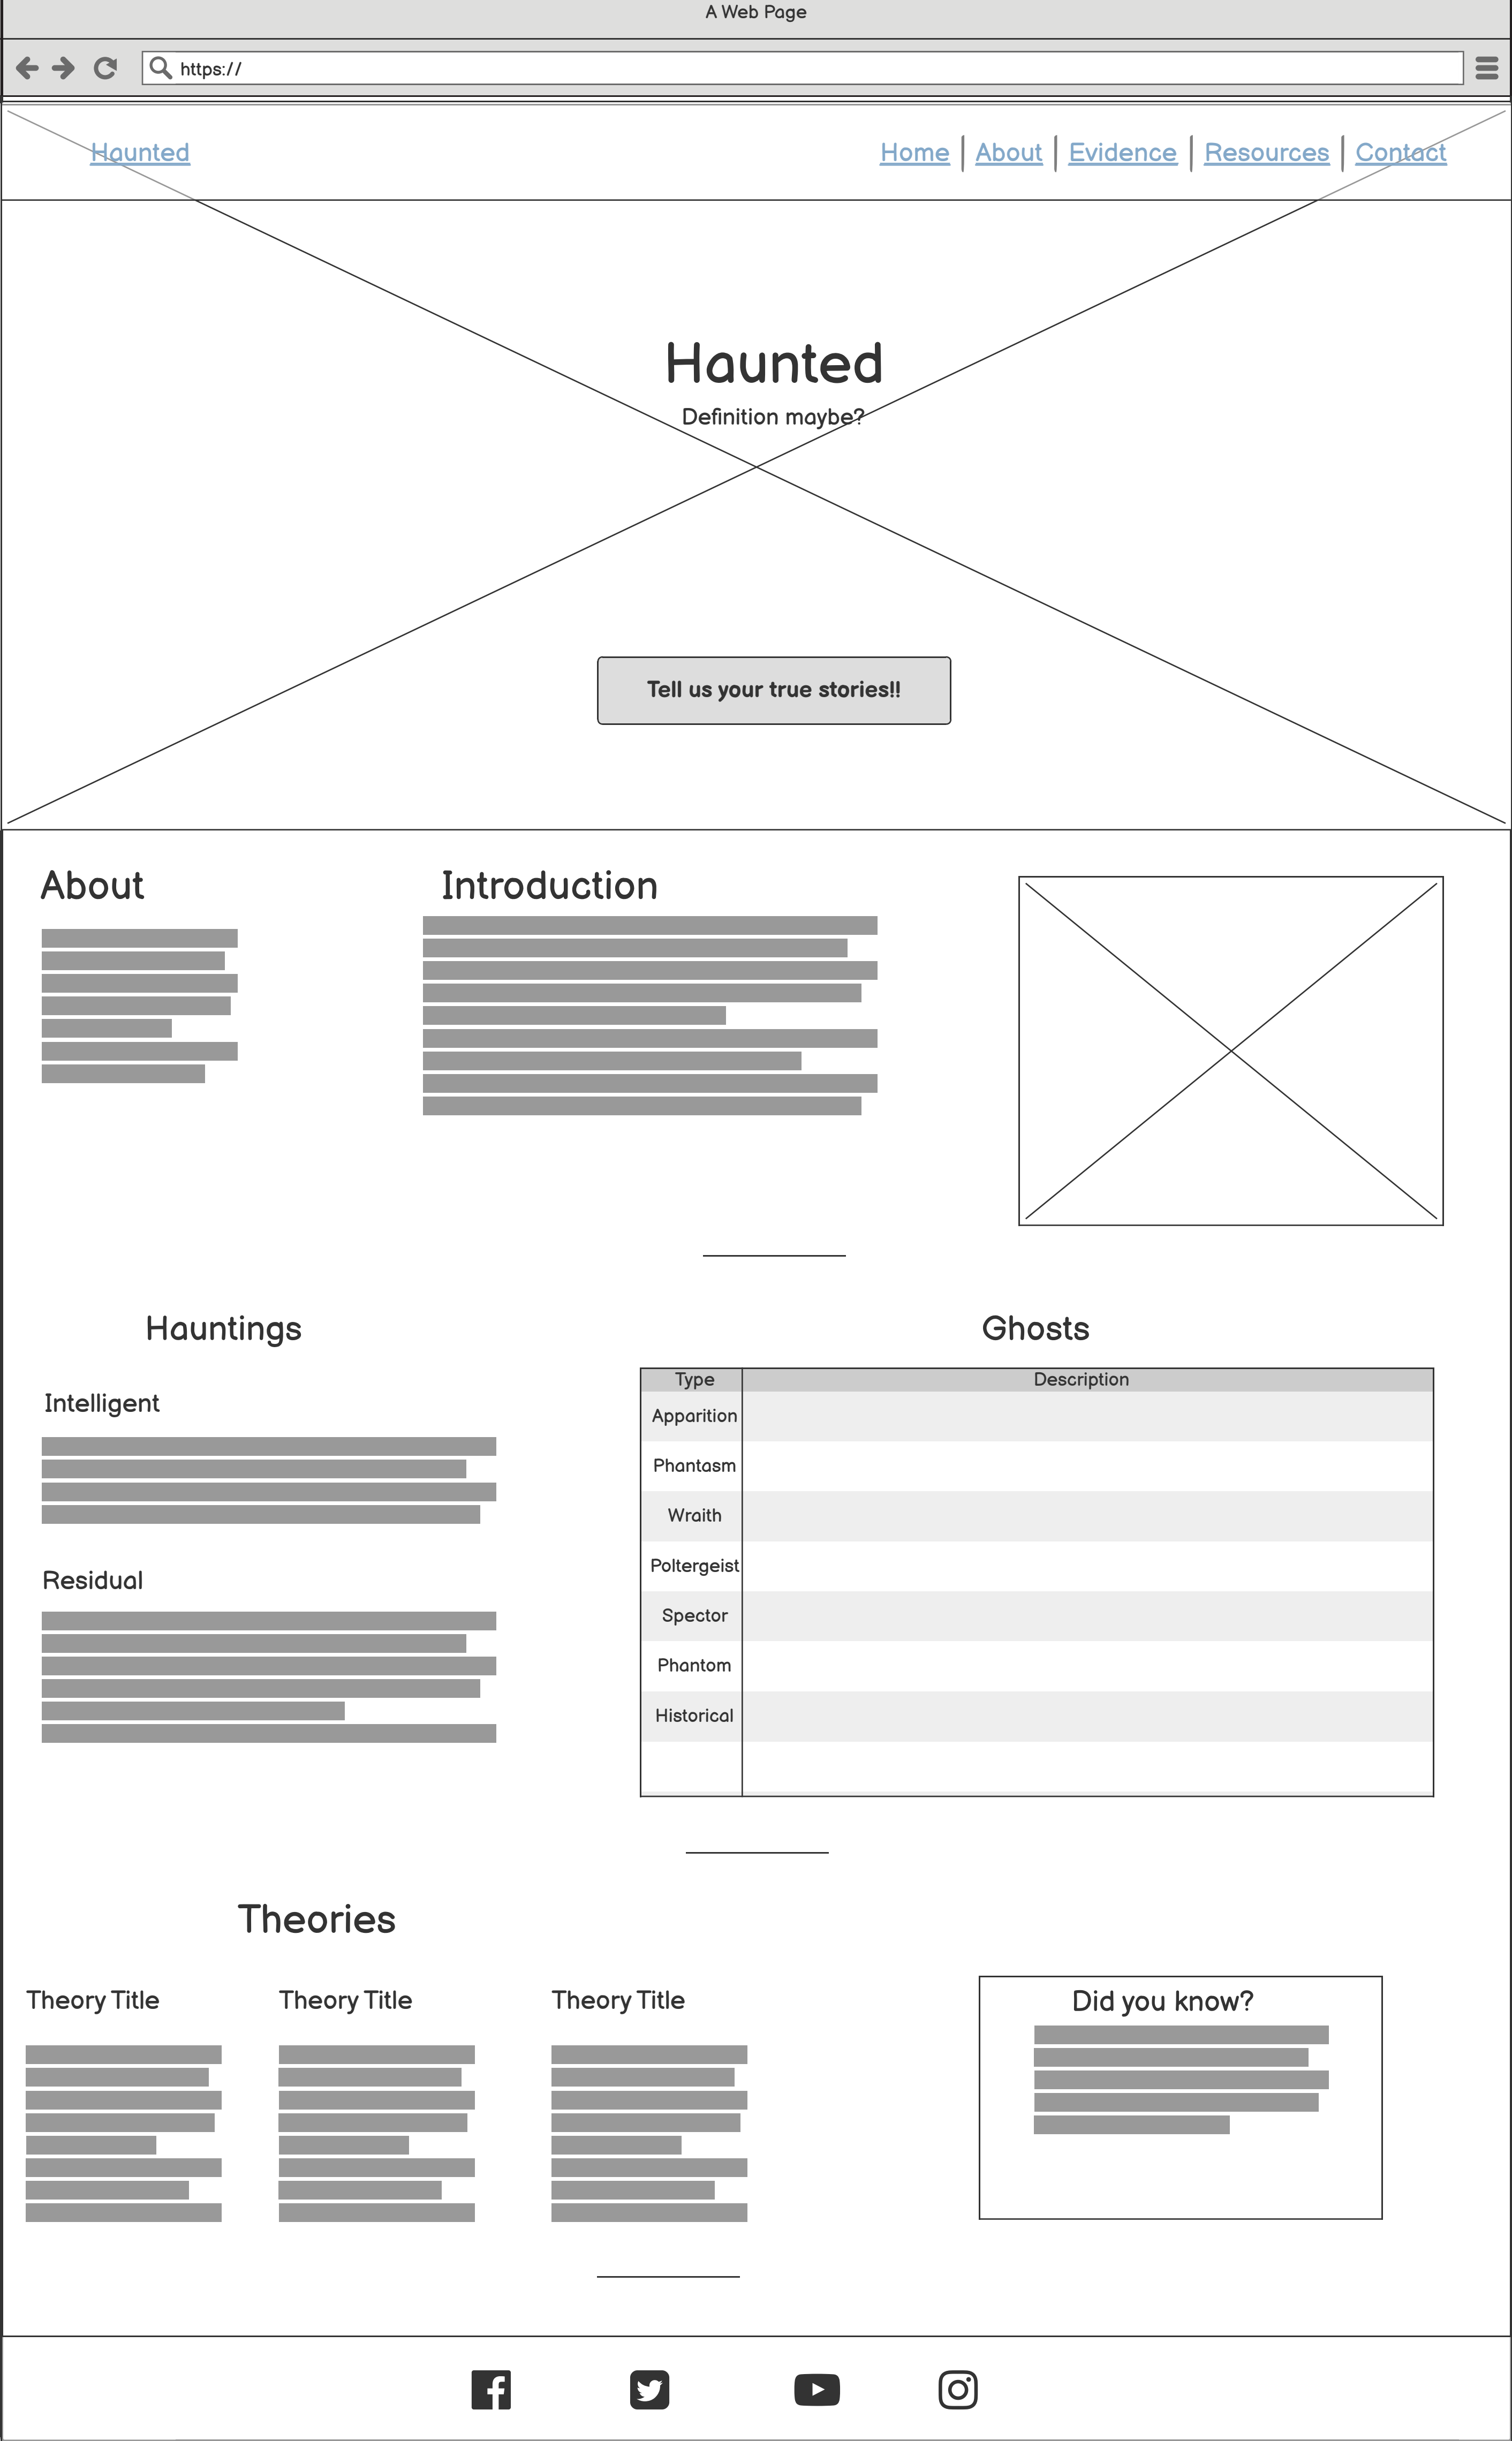 A Web Page
https://
Haunted
Home | About | Evidence | Resources | Contact
Haunted
Definition maybe?
Tell us your true stories!!
About
Introduction
Hauntings
Intelligent
Residual
Ghosts
Type Description
Apparition
Phantasm
Wraith
Poltergeist
Spector
Phantom
Historical
Theories
Theory Title
Theory Title
Theory Title
Did you know?